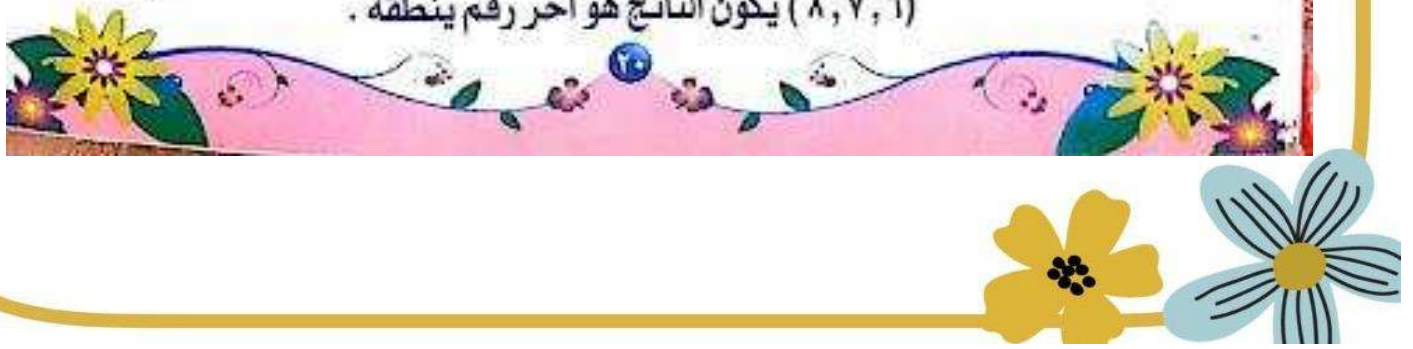 (٦ , ٧ , ٨ ) يكون الناتج هو آخر رقم ينطقه .
٢٠